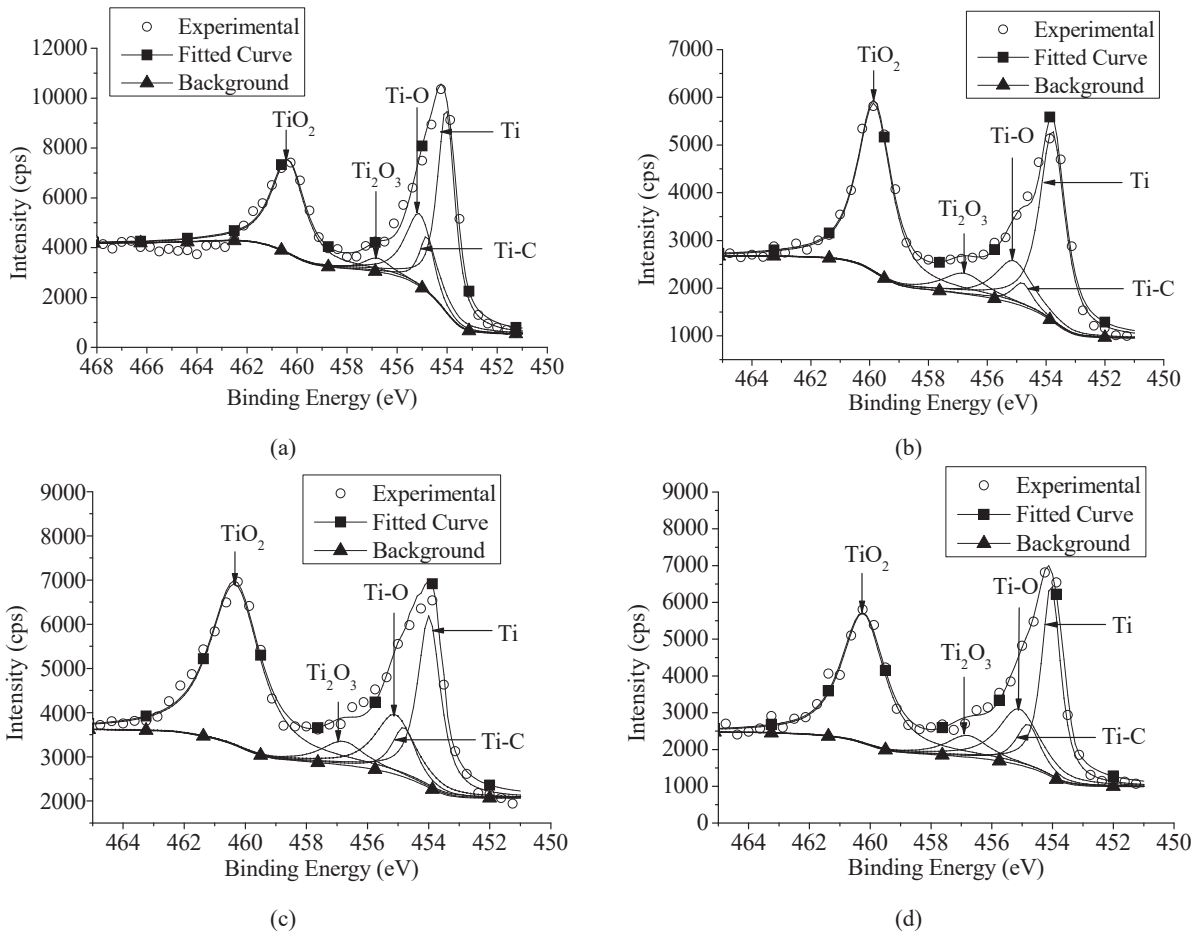 Experimental
Fitted Curve
Background
12000
10000
8000
6000
4000
2000
0
Intensity (cps)
TiO2
Ti2O3
Ti-O
Ti
Ti-C
468 466 464 462 460 458 456 454 452 450
Binding Energy (eV)
(a)
Experimental
Fitted Curve
Background
7000
6000
5000
4000
3000
2000
1000
Intensity (cps)
TiO2
Ti-O
Ti2O3
Ti
Ti-C
464 462 460 458 456 454 452 450
Binding Energy (eV)
(b)
Experimental
Fitted Curve
Background
9000
8000
7000
6000
5000
4000
3000
2000
Intensity (cps)
TiO2
Ti-O
Ti2O3
Ti
Ti-C
464 462 460 458 456 454 452 450
Binding Energy (eV)
(c)
Experimental
Fitted Curve
Background
9000
8000
7000
6000
5000
4000
3000
2000
1000
0
Intensity (cps)
TiO2
Ti-O
Ti2O3
Ti
Ti-C
464 462 460 458 456 454 452 450
Binding Energy (eV)
(d)